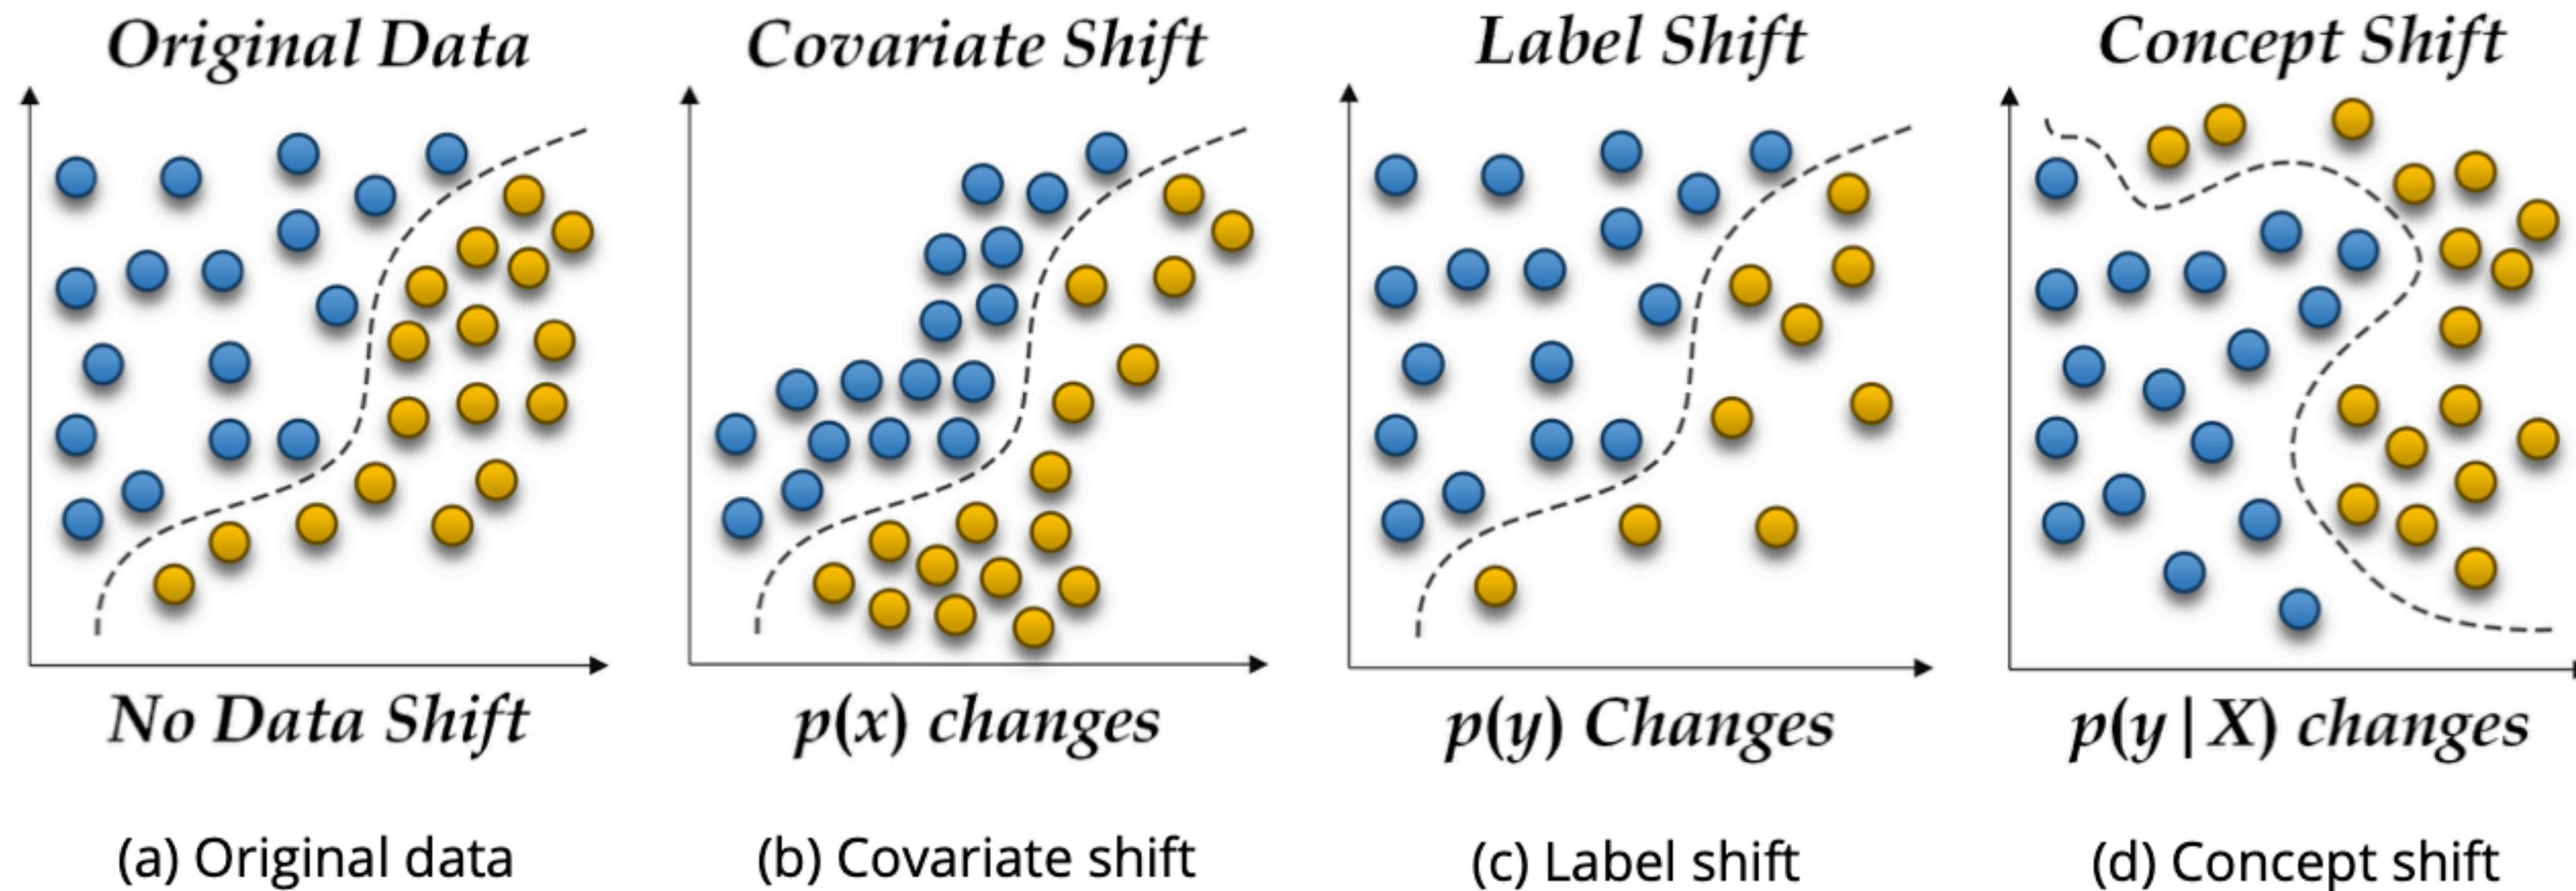 Original Data
Covariate Shift
Label Shift
Concept Shift
No Data Shift
p(x) changes
p(y) Changes
p(y|X) changes
(a) Original data
(b) Covariate shift
(c) Label shift
(d) Concept shift